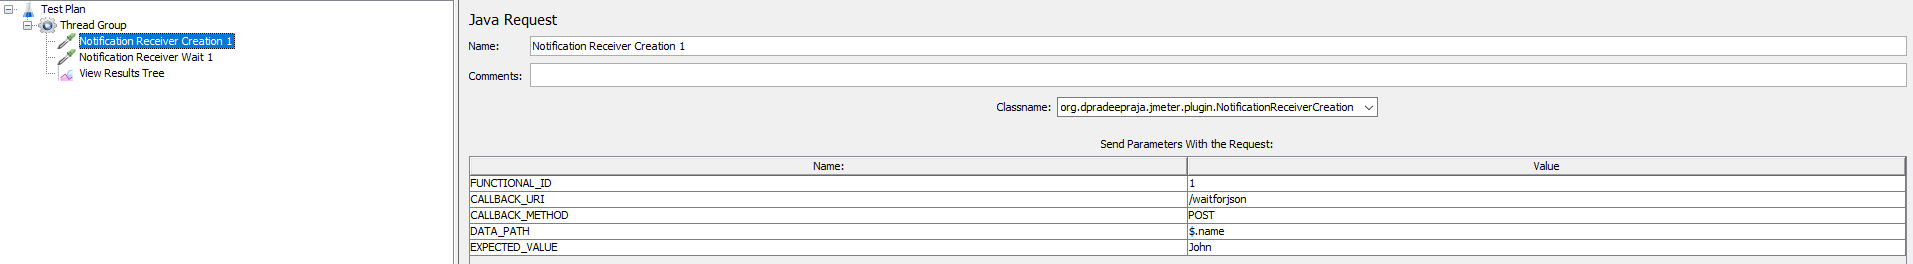 Test Plan
Thread Group
Notification Receiver Creation 1
Notification Receiver Wait 1
View Results Tree
Java Request
Name: Notification Receiver Creation 1
Comments:
Classname: org.dpradeepraja.jmeter.plugin.NotificationReceiverCreation
Send Parameters With the Request:
Name: Value
FUNCTIONAL_ID 1
CALLBACK_URI /waitforjson
CALLBACK_METHOD POST
DATA_PATH $.name
EXPECTED_VALUE John